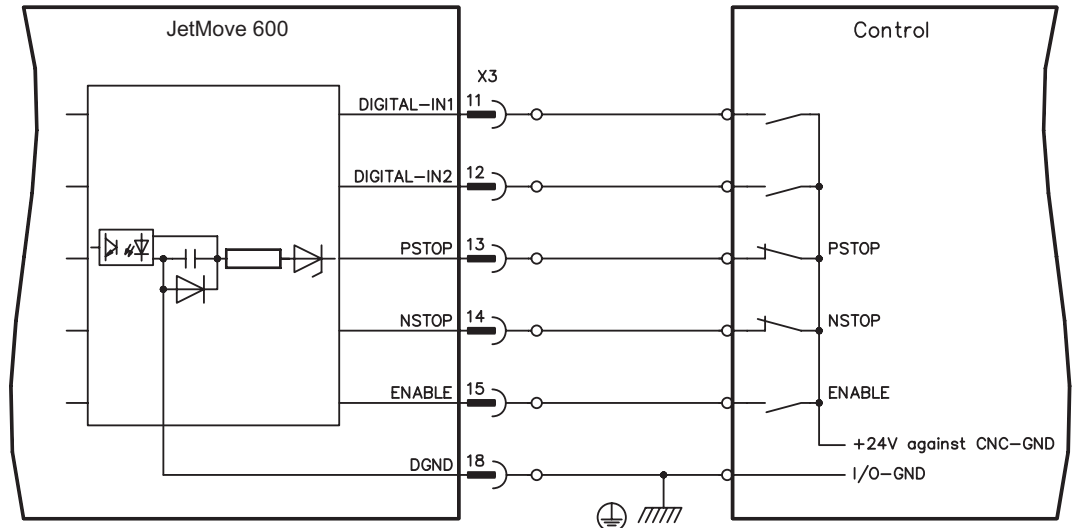 JetMove 600
Control
X3
DIGITAL-IN1 11
DIGITAL-IN2 12
PSTOP 13 PSTOP
NSTOP 14 NSTOP
ENABLE 15 ENABLE
+24V against CNC-GND
DGND 18 I/O-GND